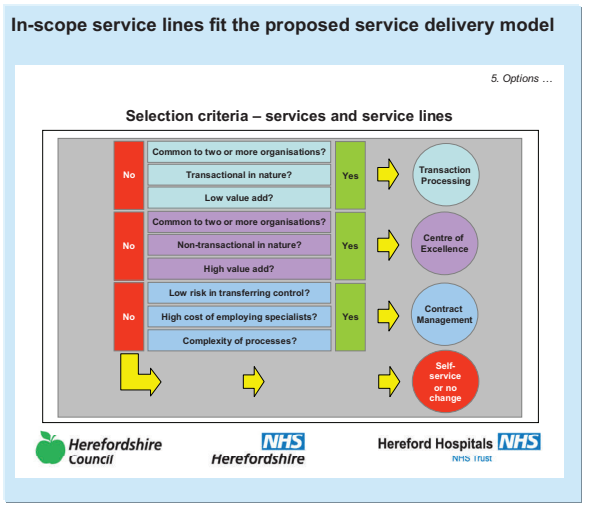 In-scope service lines fit the proposed service delivery model
5. Options …
Selection criteria – services and service lines
No
Common to two or more organisations?
Transactional in nature?
Low value add?
Yes
Transaction
Processing
No
Common to two or more organisations?
Non-transactional in nature?
High value add?
Yes
Centre of
Excellence
No
Low risk in transferring control?
High cost of employing specialists?
Complexity of processes?
Yes
Contract
Management
Self-
service
or no
change
Herefordshire
Council
NHS
Herefordshire
Hereford Hospitals NHS
NHS Trust